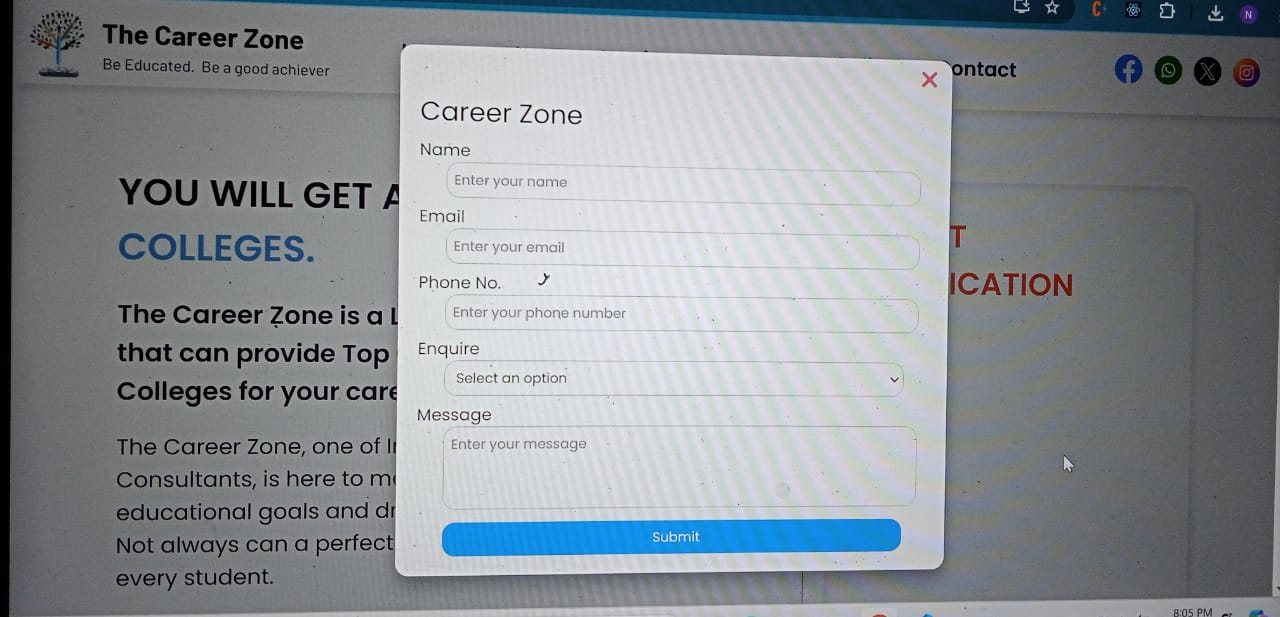 The Career Zone
Be Educated. Be a good achiever
ontact
N
YOU WILL GET A
COLLEGES.
The Career Zone is a L
that can provide Top
Colleges for your care
The Career Zone, one of I
Consultants, is here to m
educational goals and dr
Not always can a perfect
every student.
Career Zone
Name
Enter your name
Email
Enter your email
Phone No.
Enter your phone number
Enquire
Select an option
Message
Enter your message
Submit
T
ICATION
8:05 PM